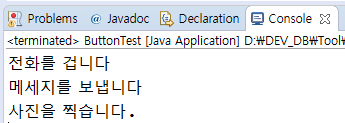 Problems @ Javadoc Declaration Console
<terminated> ButtonTest [Java Application] D:₩DEV_DB₩Tool₩
전화를 겁니다
메세지를 보냅니다
사진을 찍습니다.